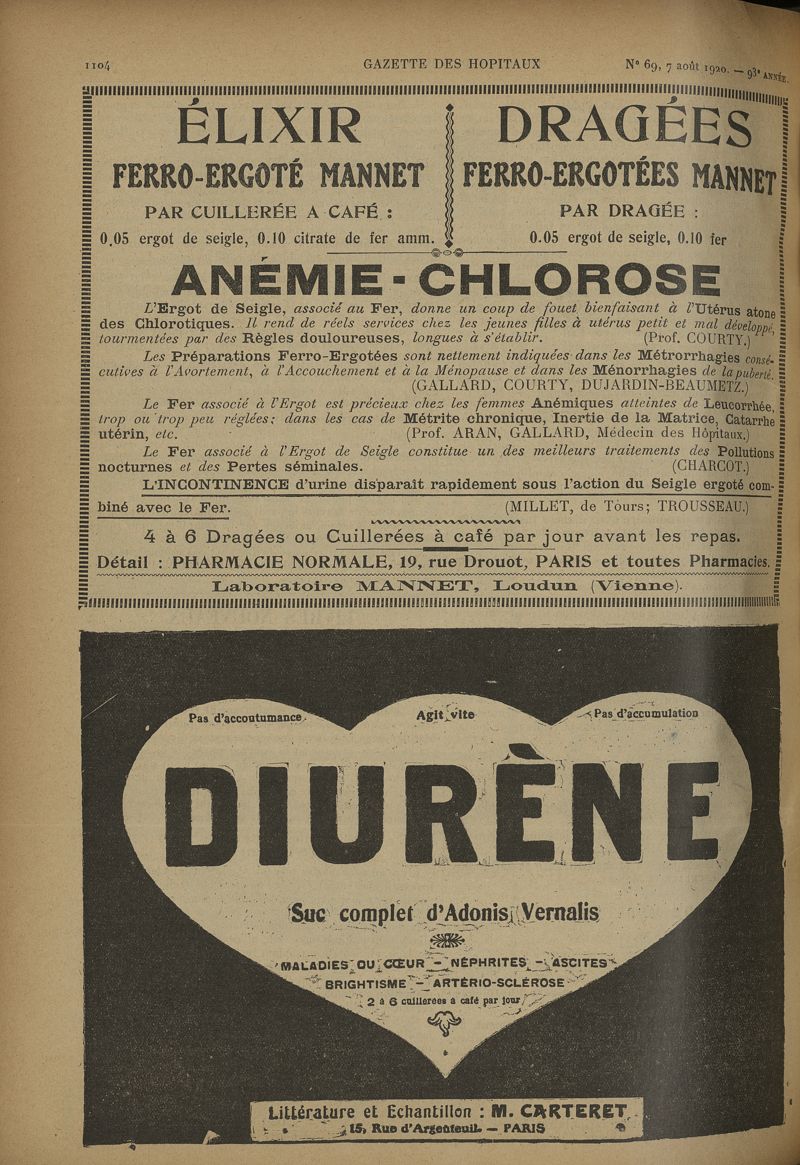 1104
GAZETTE DES HOPITAUX
N° 69, 7 août 1920. — 93e ANNÉE.
ÉLIXIR
FERRO-ERGOTÉ MANNET
PAR CUILLERÉE A CAFÉ :
0.05 ergot de seigle, 0.10 citrate de fer amm.
DRAGÉES
FERRO-ERGOTÉES MANNET
PAR DRAGÉE :
0.05 ergot de seigle, 0.10 fer
ANÉMIE - CHLOROSE
L'Ergot de Seigle, associé au Fer, donne un coup de fouet bienfaisant à l'Utérus atone
des Chlorotiques. Il rend de réels services chez les jeunes filles à utérus petit et mal développé,
tourmentées par des Règles douloureuses, longues à s'établir. (Prof. COURTY.)
Les Préparations Ferro-Ergotées sont nettement indiquées dans les Métrorrhagies consé-
cutives à l'Avortement, à l'Accouchement et à la Ménopause et dans les Ménorrhagies de la puberté.
(GALLARD, COURTY, DUJARDIN-BEAUMETZ.)
Le Fer associé à l'Ergot est précieux chez les femmes Anémiques atteintes de Leucorrhée,
trop ou trop peu réglées; dans les cas de Métrite chronique, Inertie de la Matrice, Catarrhe
utérin, etc. (Prof. ARAN, GALLARD, Médecin des Hôpitaux.)
Le Fer associé à l'Ergot de Seigle constitue un des meilleurs traitements des Pollutions
nocturnes et des Pertes séminales. (CHARCOT.)
L'INCONTINENCE d'urine disparaît rapidement sous l'action du Seigle ergoté com-
biné avec le Fer. (MILLET, de Tours; TROUSSEAU.)
4 à 6 Dragées ou Cuillerées à café par jour avant les repas.
Détail : PHARMACIE NORMALE, 19, rue Drouot, PARIS et toutes Pharmacies.
Laboratoire MANNET, Loudun (Vienne).
Pas d'accoutumance
Agit vite
Pas d'accumulation
DIURÈNE
Suc complet d'Adonis Vernalis
MALADIES DU CŒUR - NÉPHRITES - ASCITES
BRIGHTISME - ARTÉRIO-SCLÉROSE
2 à 6 cuillerées à café par jour
Littérature et Echantillon : M. CARTERET
15, Rue d'Argenteuil. — PARIS